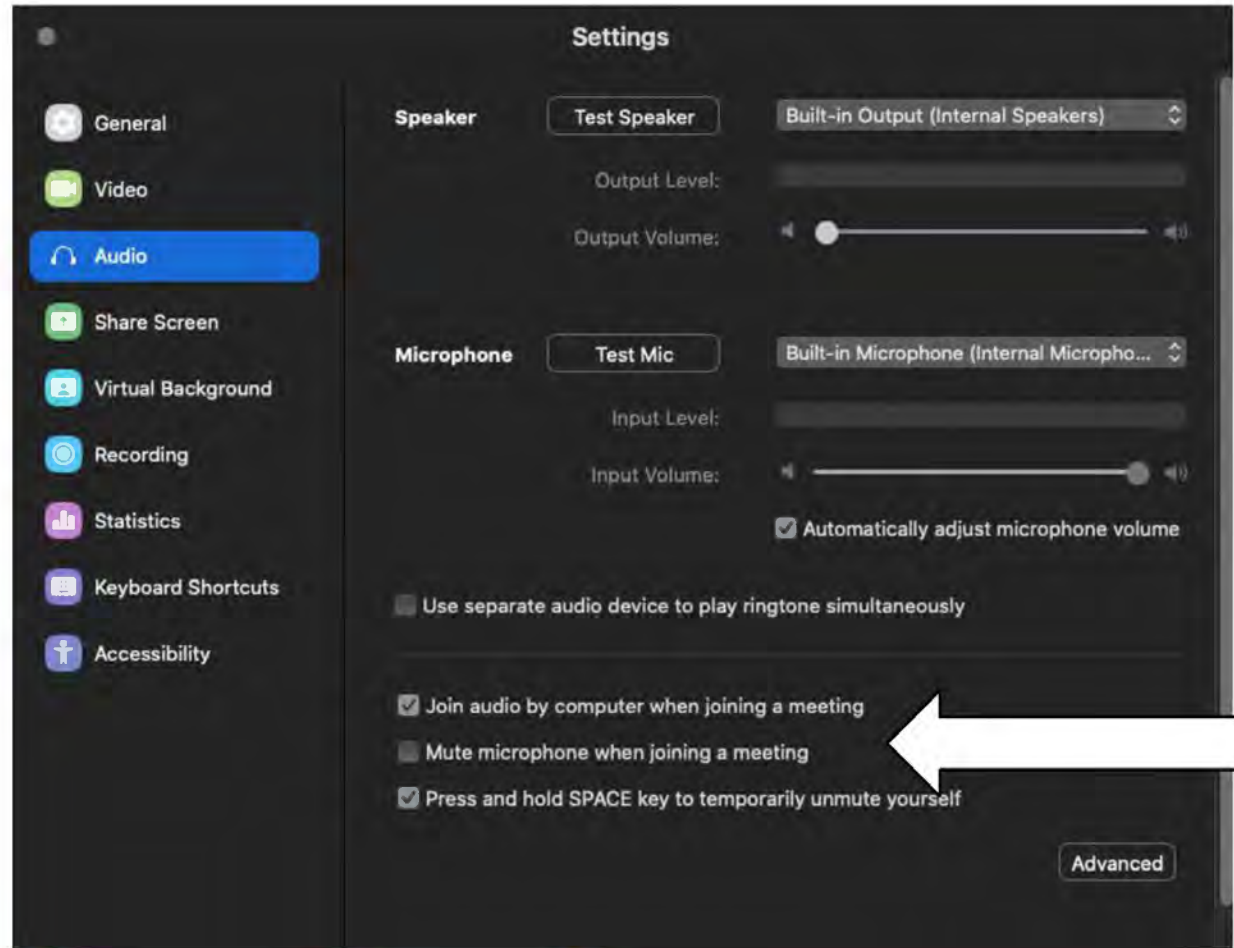 Settings
General
Video
Audio
Share Screen
Virtual Background
Recording
Statistics
Keyboard Shortcuts
Accessibility
Speaker
Test Speaker
Built-in Output (Internal Speakers)
Output Level:
Output Volume:
Microphone
Test Mic
Built-in Microphone (Internal Micropho...
Input Level:
Input Volume:
Automatically adjust microphone volume
Use separate audio device to play ringtone simultaneously
Join audio by computer when joining a meeting
Mute microphone when joining a meeting
Press and hold SPACE key to temporarily unmute yourself
Advanced